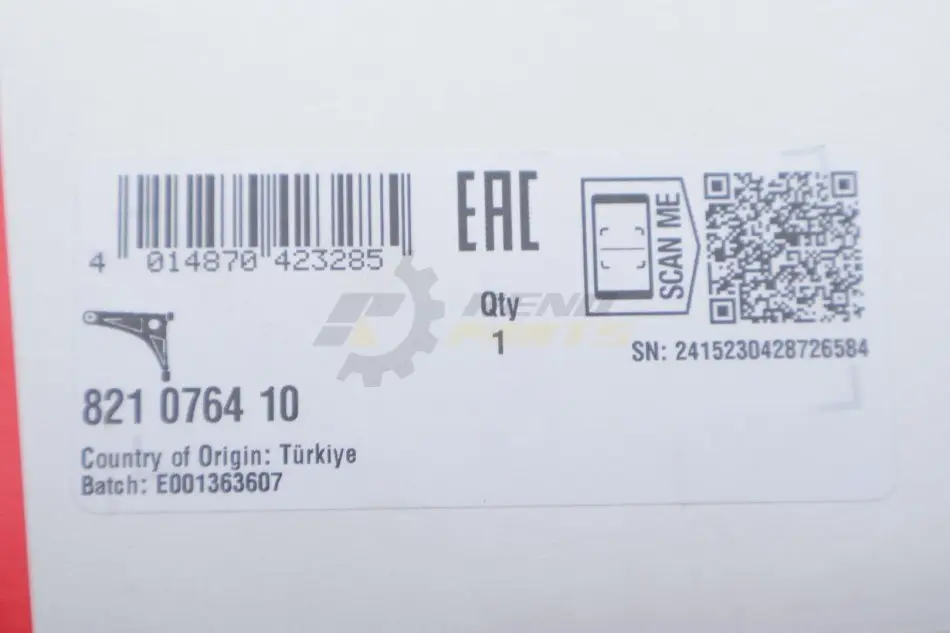 EAC
SCAN ME
4 014870 423285
Qty
1
SN: 2415230428726584
821 0764 10
Country of Origin: Türkiye
Batch: E001363607
PARTS